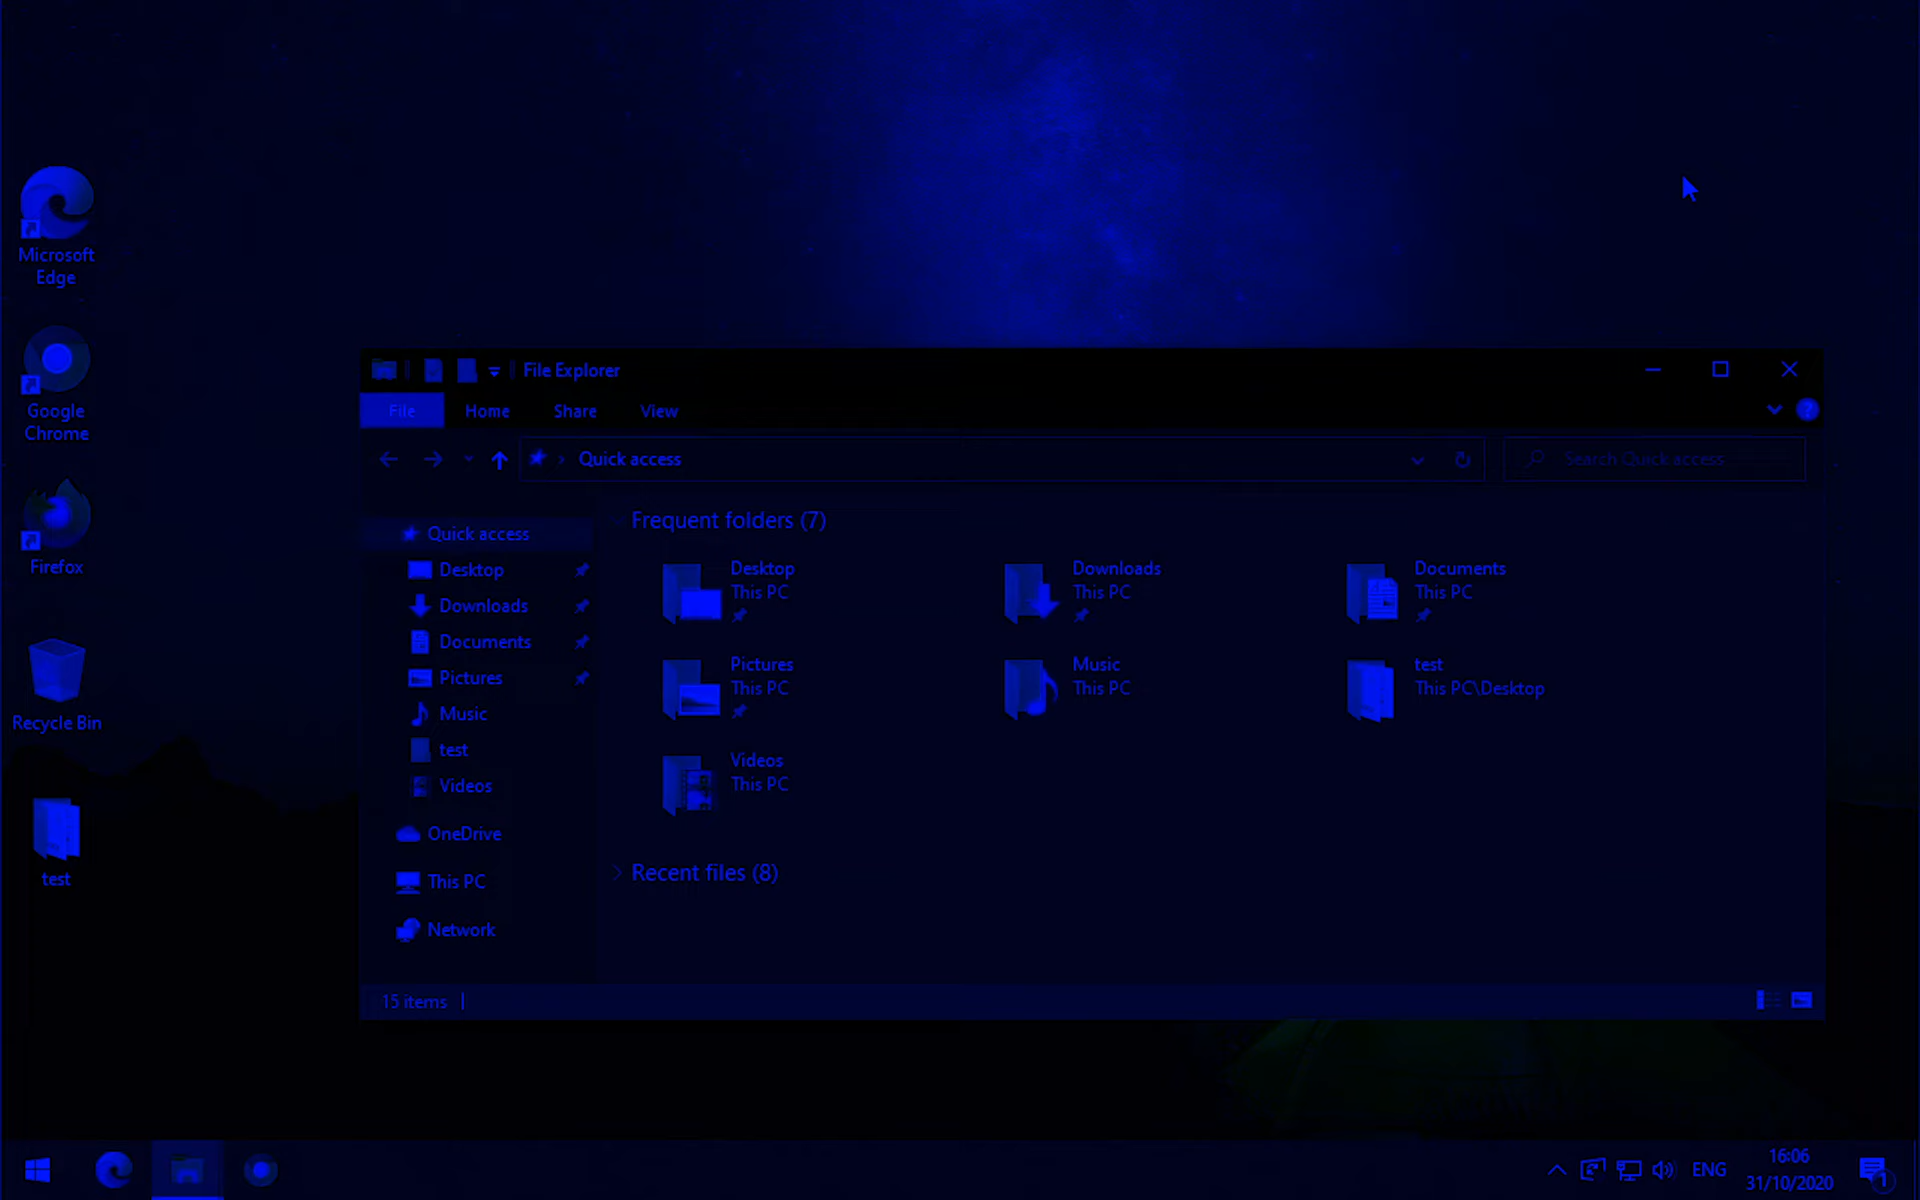 Microsoft
Edge
Google
Chrome
Firefox
Recycle Bin
test
File Explorer
File Home Share View
Quick access
Search Quick access
Quick access
Desktop
Downloads
Documents
Pictures
Music
test
Videos
OneDrive
This PC
Network
Frequent folders (7)
Desktop
This PC
Downloads
This PC
Documents
This PC
Pictures
This PC
Music
This PC
test
This PC\Desktop
Videos
This PC
Recent files (8)
15 items
ENG
16:06
31/10/2020
1